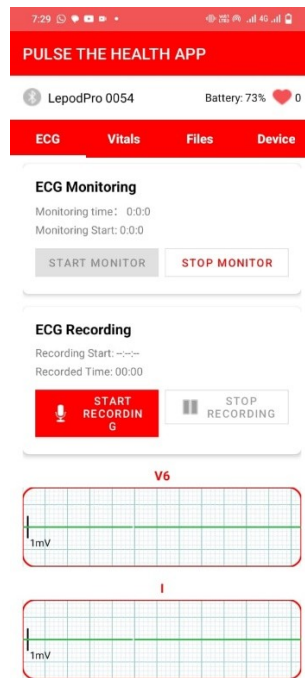 7:29
4G
PULSE THE HEALTH APP
LepodPro 0054 Battery: 73% 0
ECG Vitals Files Device
ECG Monitoring
Monitoring time: 0:0:0
Monitoring Start: 0:0:0
START MONITOR STOP MONITOR
ECG Recording
Recording Start: --:--:--
Recorded Time: 00:00
START
RECORDIN
G
STOP
RECORDING
V6
1mV
I
1mV